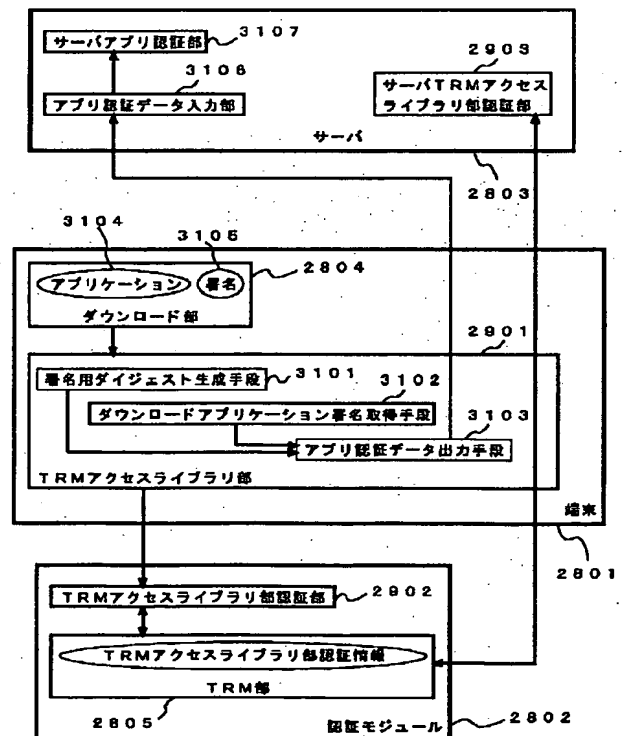 サーバアプリ認証部
3107
3106
アプリ認証データ入力部
2903
サーバTRMアクセス
ライブラリ部認証部
サーバ
2803
3104
3105
アプリケーション
署名
2804
ダウンロード部
2901
署名用ダイジェスト生成手段
3101
3102
ダウンロードアプリケーション署名取得手段
3103
アプリ認証データ出力手段
TRMアクセスライブラリ部
端末
2801
TRMアクセスライブラリ部認証部
2902
TRMアクセスライブラリ部認証情報
TRM部
2805
認証モジュール
2802